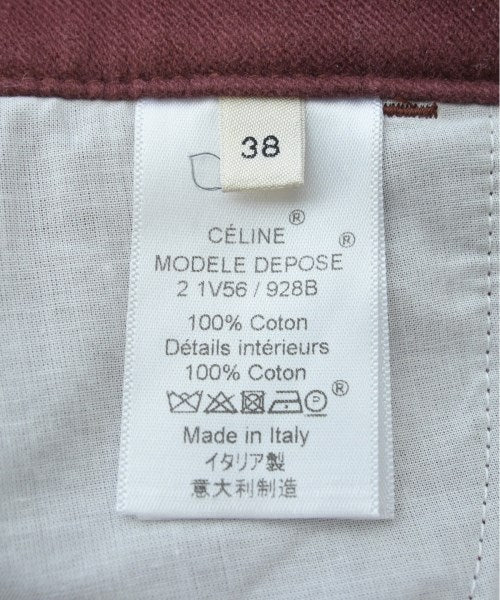 38
CÉLINE®
MODELE DEPOSE®
2 1V56 / 928B
100% Coton
Détails intérieurs
100% Coton
®
Made in Italy
イタリア製
意大利制造